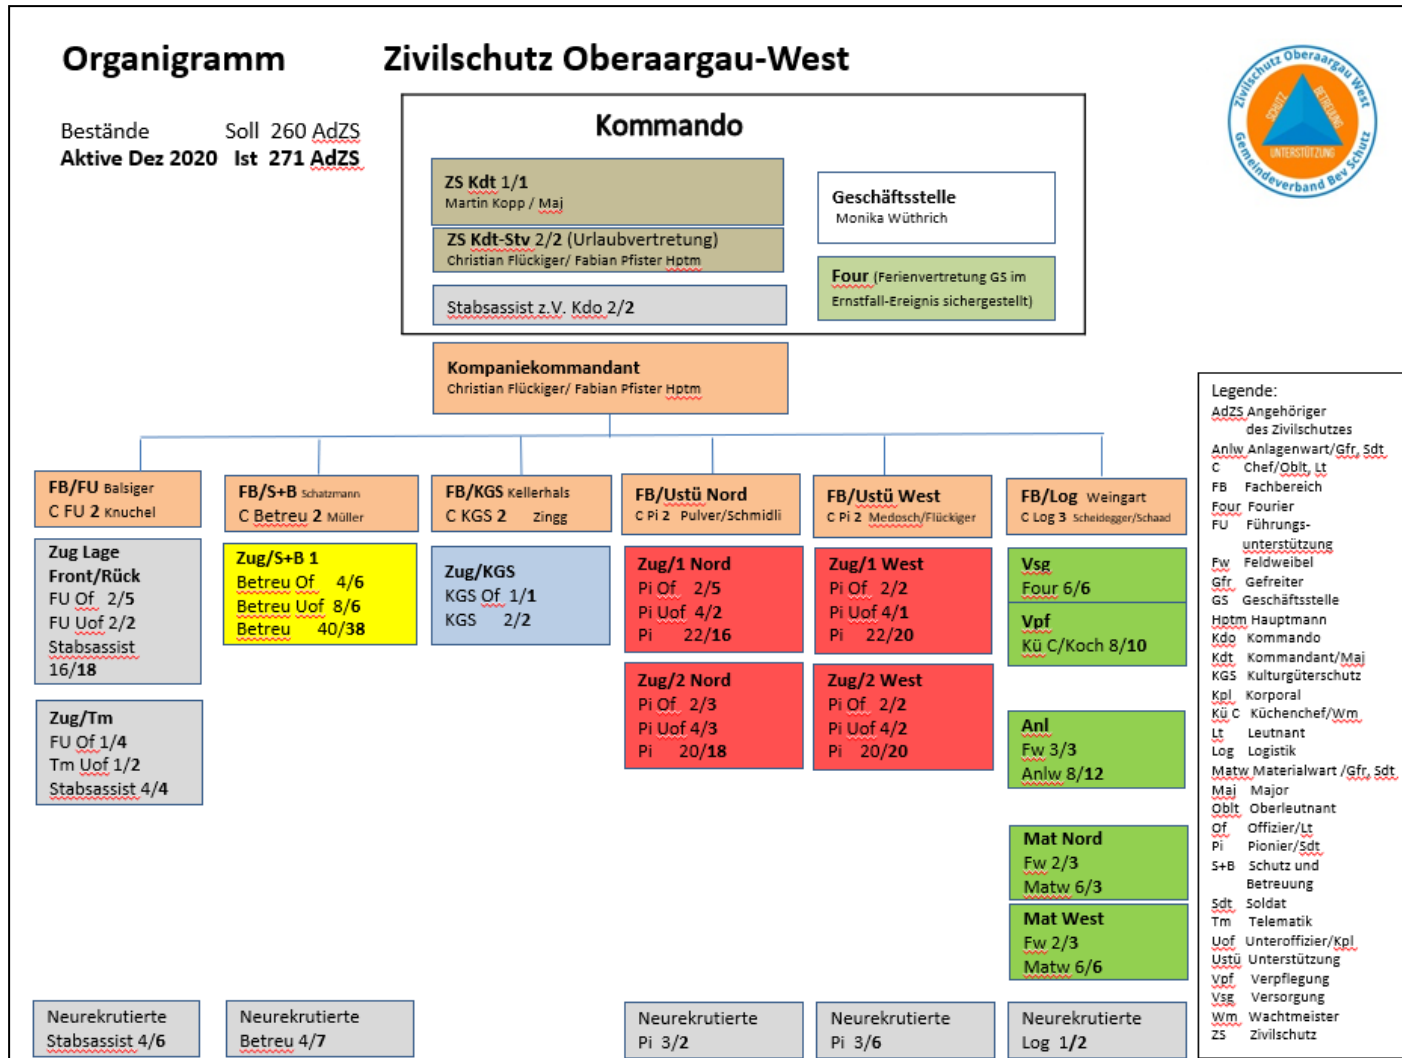 Organigramm Zivilschutz Oberaargau-West
Bestände Soll 260 AdZS
Aktive Dez 2020 Ist 271 AdZS
Zivilschutz Oberaargau West
Gemeindeverband Bev Schutz
SCHUTZ
BETREUUNG
UNTERSTÜTZUNG
Kommando
ZS Kdt 1/1
Martin Kopp / Maj
ZS Kdt-Stv 2/2 (Urlaubvertretung)
Christian Flückiger/ Fabian Pfister Hptm
Stabsassist z.V. Kdo 2/2
Geschäftsstelle
Monika Wüthrich
Four (Ferienvertretung GS im
Ernstfall-Ereignis sichergestellt)
Kompaniekommandant
Christian Flückiger/ Fabian Pfister Hptm
FB/FU Balsiger
C FU 2 Knuchel
Zug Lage
Front/Rück
FU Of 2/5
FU Uof 2/2
Stabsassist
16/18
Zug/Tm
FU Of 1/4
Tm Uof 1/2
Stabsassist 4/4
Neurekrutierte
Stabsassist 4/6
FB/S+B Schatzmann
C Betreu 2 Müller
Zug/S+B 1
Betreu Of 4/6
Betreu Uof 8/6
Betreu 40/38
Neurekrutierte
Betreu 4/7
FB/KGS Kellerhals
C KGS 2 Zingg
Zug/KGS
KGS Of 1/1
KGS 2/2
FB/Ustü Nord
C Pi 2 Pulver/Schmidli
Zug/1 Nord
Pi Of 2/5
Pi Uof 4/2
Pi 22/16
Zug/2 Nord
Pi Of 2/3
Pi Uof 4/3
Pi 20/18
Neurekrutierte
Pi 3/2
FB/Ustü West
C Pi 2 Medosch/Flückiger
Zug/1 West
Pi Of 2/2
Pi Uof 4/1
Pi 22/20
Zug/2 West
Pi Of 2/2
Pi Uof 4/2
Pi 20/20
Neurekrutierte
Pi 3/6
FB/Log Weingart
C Log 3 Scheidegger/Schaad
Vsg
Four 6/6
Vpf
Kü C/Koch 8/10
Anl
Fw 3/3
Anlw 8/12
Mat Nord
Fw 2/3
Matw 6/3
Mat West
Fw 2/3
Matw 6/6
Neurekrutierte
Log 1/2
Legende:
AdZS Angehöriger
des Zivilschutzes
Anlw Anlagenwart/Gfr, Sdt
C Chef/Oblt, Lt
FB Fachbereich
Four Fourier
FU Führungs-
unterstützung
Fw Feldweibel
Gfr Gefreiter
GS Geschäftsstelle
Hptm Hauptmann
Kdo Kommando
Kdt Kommandant/Maj
KGS Kulturgüterschutz
Kpl Korporal
Kü C Küchenchef/Wm
Lt Leutnant
Log Logistik
Matw Materialwart /Gfr, Sdt
Maj Major
Oblt Oberleutnant
Of Offizier/Lt
Pi Pionier/Sdt
S+B Schutz und
Betreuung
Sdt Soldat
Tm Telematik
Uof Unteroffizier/Kpl
Ustü Unterstützung
Vpf Verpflegung
Vsg Versorgung
Wm Wachtmeister
ZS Zivilschutz